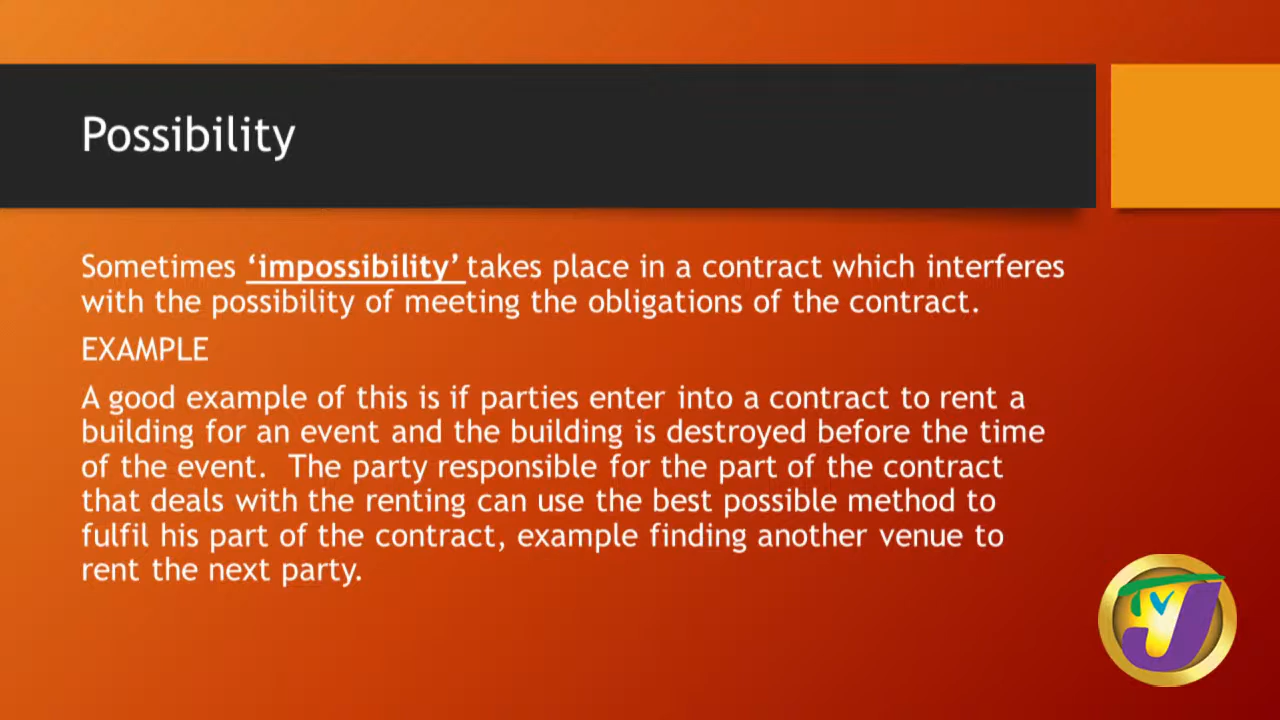 Possibility
Sometimes ‘impossibility’ takes place in a contract which interferes
with the possibility of meeting the obligations of the contract.
EXAMPLE
A good example of this is if parties enter into a contract to rent a
building for an event and the building is destroyed before the time
of the event.  The party responsible for the part of the contract
that deals with the renting can use the best possible method to
fulfil his part of the contract, example finding another venue to
rent the next party.
TVJ